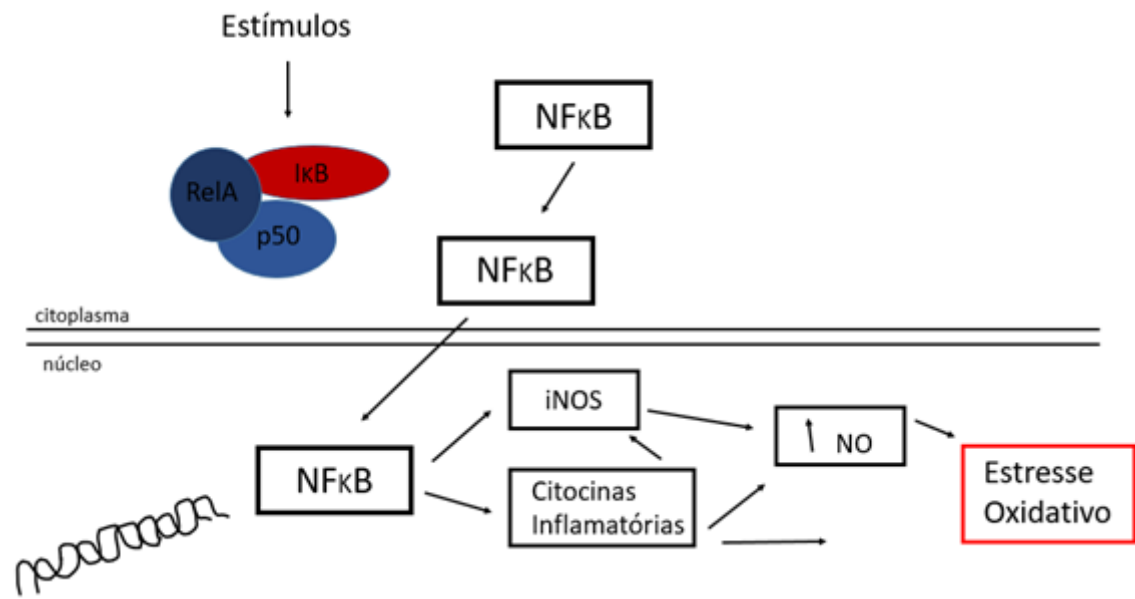 Estímulos
NFκB
IκB
RelA
p50
NFκB
citoplasma
núcleo
iNOS
NO
NFκB
Citocinas
Inflamatórias
Estresse
Oxidativo